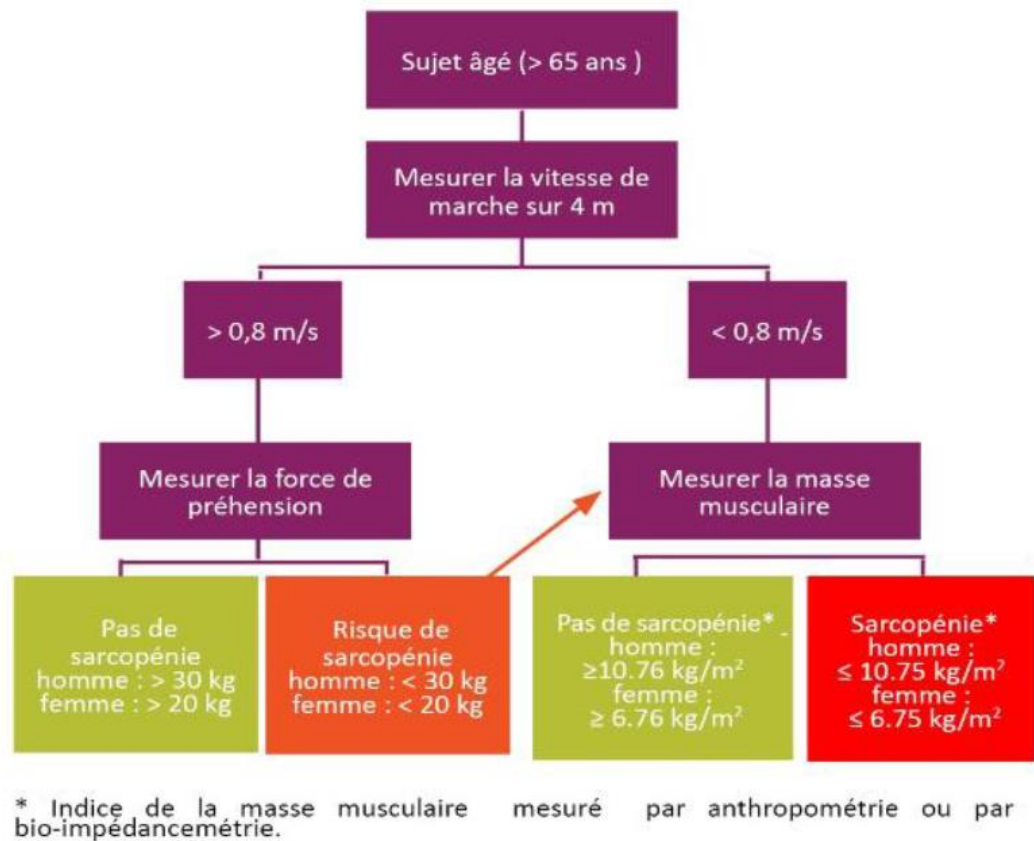 Sujet âgé (> 65 ans )
Mesurer la vitesse de
marche sur 4 m
> 0,8 m/s
< 0,8 m/s
Mesurer la force de
préhension
Mesurer la masse
musculaire
Pas de
sarcopénie
homme : > 30 kg
femme : > 20 kg
Risque de
sarcopénie
homme : < 30 kg
femme : < 20 kg
Pas de sarcopénie* -
homme :
≥10.76 kg/m²
femme :
≥ 6.76 kg/m²
Sarcopénie*
homme :
≤ 10.75 kg/m²
femme :
≤ 6.75 kg/m²
* Indice de la masse musculaire mesuré par anthropométrie ou par
bio-impédancemétrie.